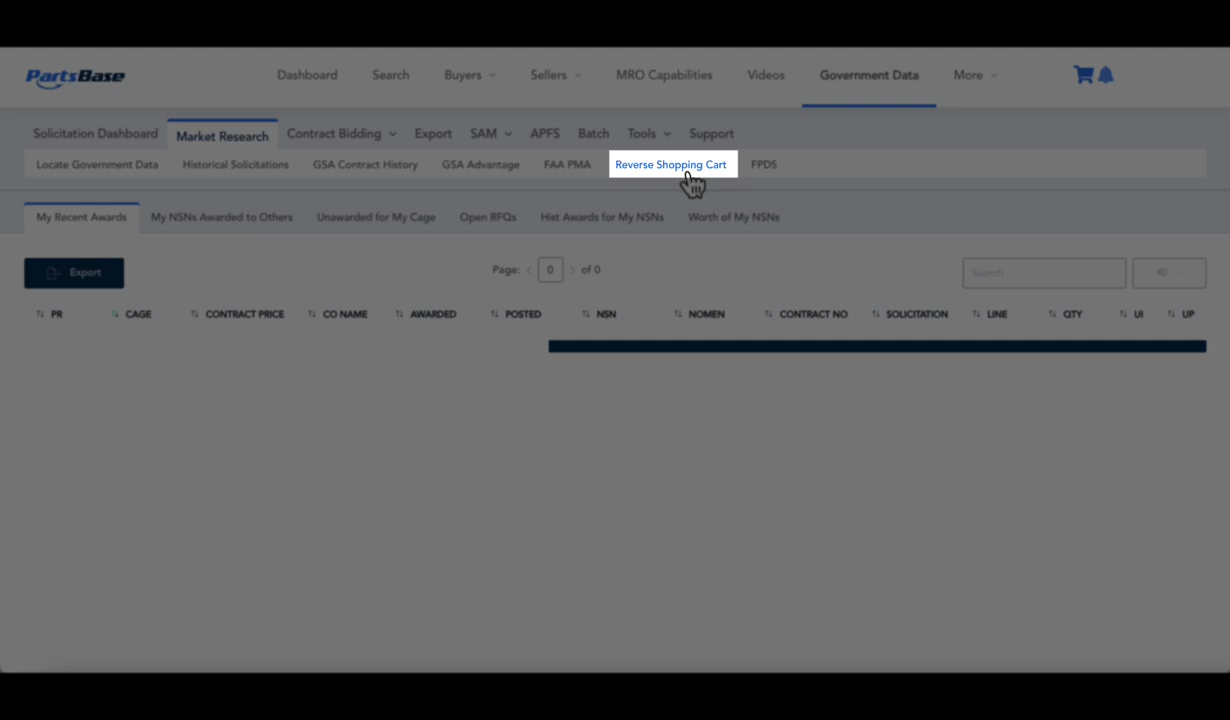 PartsBase Dashboard Search Buyers Sellers MRO Capabilities Videos Government Data More
Solicitation Dashboard Market Research Contract Bidding Export SAM APFS Batch Tools Support
Locate Government Data Historical Solicitations GSA Contract History GSA Advantage FAA PMA Reverse Shopping Cart FPDS
My Recent Awards My NSNs Awarded to Others Unawarded for My Cage Open RFQs Hist Awards for My NSNs Worth of My NSNs
Export Page: 0 of 0 Search 40
PR CAGE CONTRACT PRICE CO NAME AWARDED POSTED NSN NOMEN CONTRACT NO SOLICITATION LINE QTY UI UP